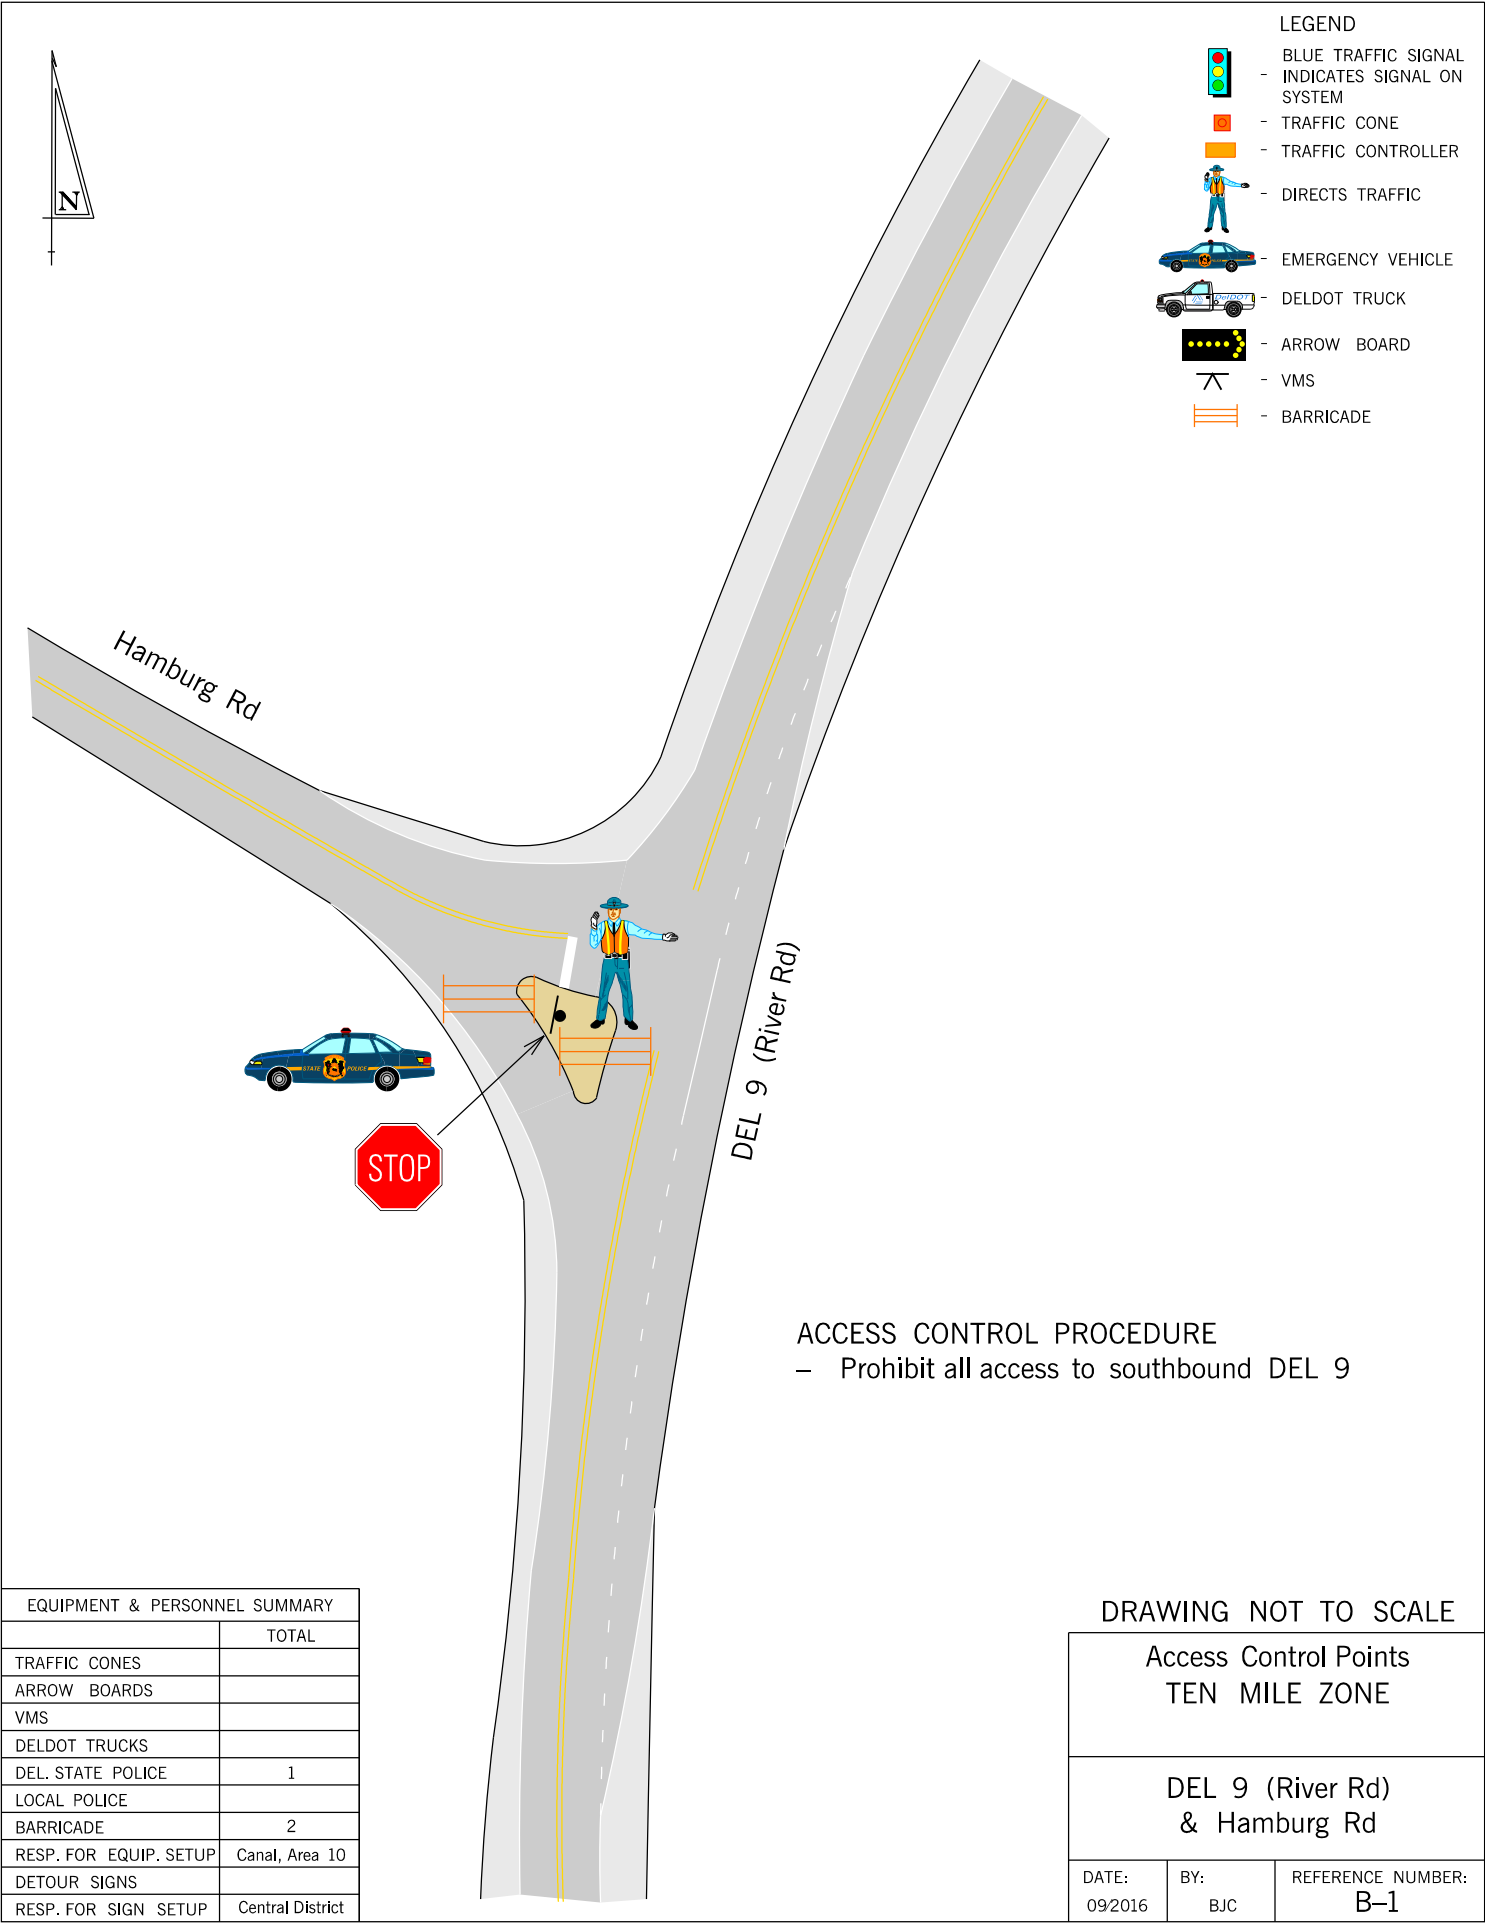 LEGEND
BLUE TRAFFIC SIGNAL
- INDICATES SIGNAL ON
SYSTEM
- TRAFFIC CONE
- TRAFFIC CONTROLLER
- DIRECTS TRAFFIC
- EMERGENCY VEHICLE
DelDOT
- DELDOT TRUCK
- ARROW BOARD
- VMS
- BARRICADE
N
Hamburg Rd
DEL 9 (River Rd)
STATE POLICE
STOP
ACCESS CONTROL PROCEDURE
– Prohibit all access to southbound DEL 9
EQUIPMENT & PERSONNEL SUMMARY
TOTAL
TRAFFIC CONES
ARROW BOARDS
VMS
DELDOT TRUCKS
DEL. STATE POLICE 1
LOCAL POLICE
BARRICADE 2
RESP. FOR EQUIP. SETUP Canal, Area 10
DETOUR SIGNS
RESP. FOR SIGN SETUP Central District
DRAWING NOT TO SCALE
Access Control Points
TEN MILE ZONE
DEL 9 (River Rd)
& Hamburg Rd
DATE: BY: REFERENCE NUMBER:
09/2016 BJC B–1